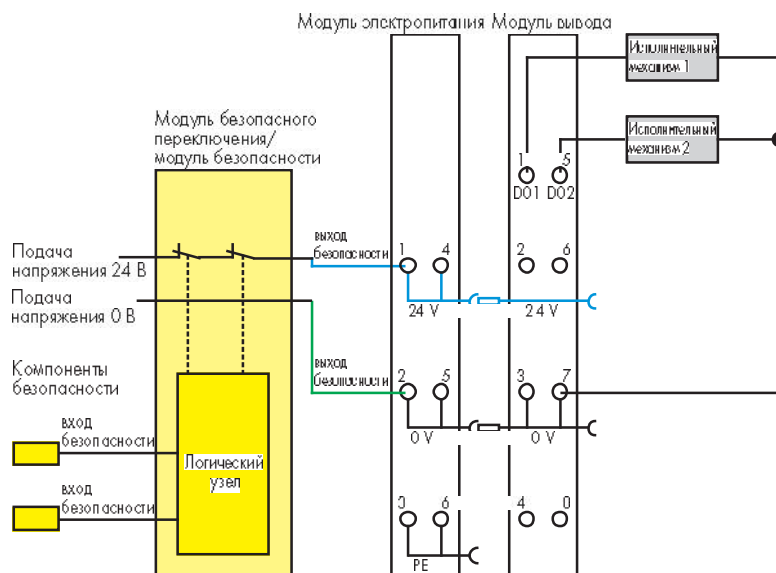 Модуль электропитания Модуль вывода
Исполнительный
механизм 1
Модуль безопасного
переключения/
модуль безопасности
Исполнительный
механизм 2
1 5
DO1 DO2
выход
безопасности
1 4
2 6
Подача
напряжения 24 В
24 V
24 V
Подача
напряжения 0 В
выход
безопасности
2 5
3 7
Компоненты
безопасности
0 V
0 V
вход
безопасности
Логический
узел
вход
безопасности
3 6
4 0
PE